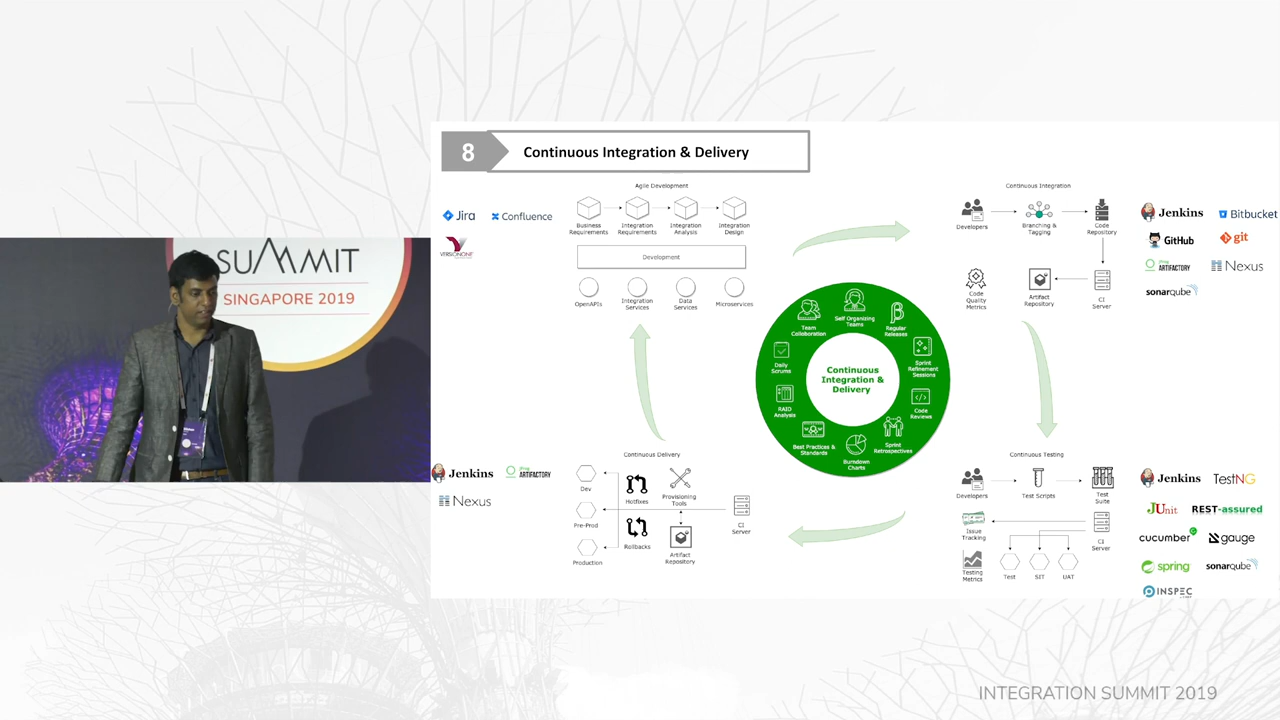 8
Continuous Integration & Delivery
Agile Development
Jira
Confluence
VERSIONONE
Business
Requirements
Integration
Requirements
Integration
Analysis
Integration
Design
Development
OpenAPIs
Integration
Services
Data
Services
Microservices
Continuous Integration
Developers
Branching &
Tagging
Code
Repository
Code
Quality
Metrics
Artifact
Repository
CI
Server
Jenkins
Bitbucket
GitHub
git
ARTIFACTORY
Nexus
sonarqube
SUMMIT
SINGAPORE 2019
Continuous
Integration &
Delivery
Self Organizing
Teams
Regular
Releases
Sprint
Refinement
Sessions
Code
Reviews
Sprint
Retrospectives
Burndown
Charts
Best Practices &
Standards
RAID
Analysis
Daily
Scrums
Team
Collaboration
Continuous Delivery
Jenkins
ARTIFACTORY
Nexus
Dev
Pre-Prod
Production
Hotfixes
Rollbacks
Provisioning
Tools
Artifact
Repository
CI
Server
Continuous Testing
Developers
Test Scripts
Test
Suite
Issue
Tracking
CI
Server
Testing
Metrics
Test
SIT
UAT
Jenkins
TestNG
JUnit
REST-assured
cucumber
gauge
spring
sonarqube
INSPEC
INTEGRATION SUMMIT 2019